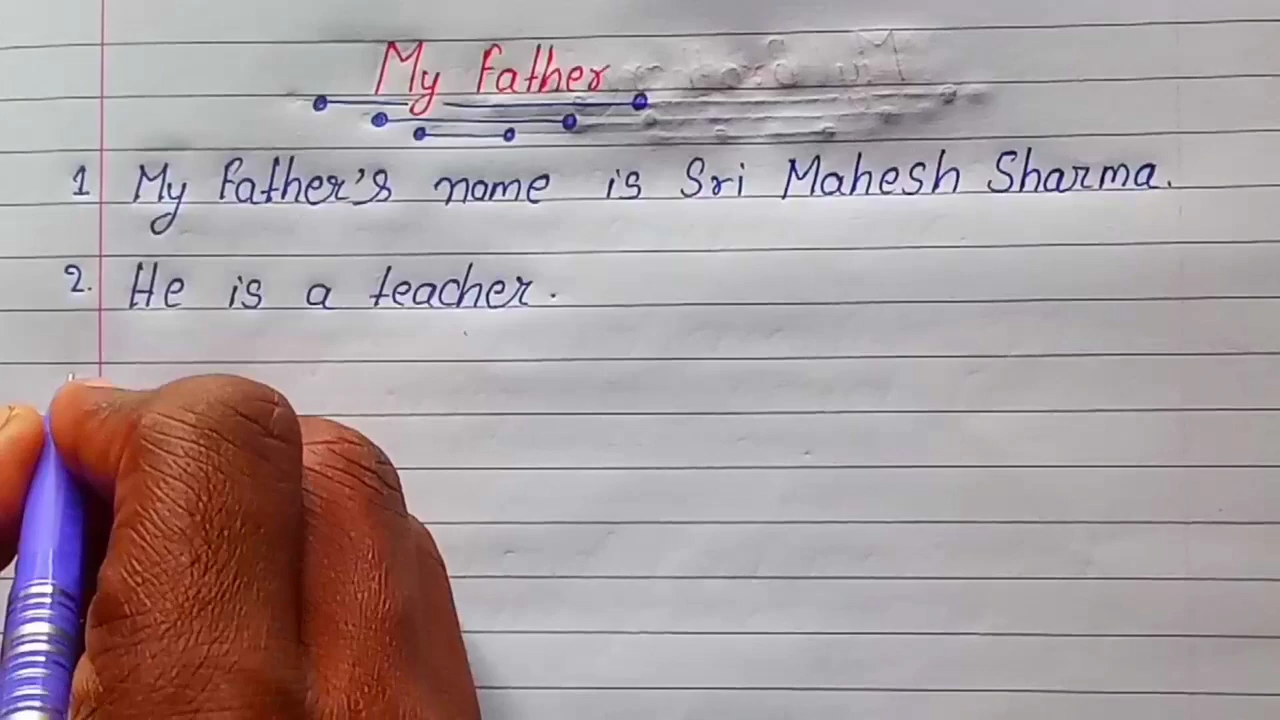 My Father
1 My Father's name is Sri Mahesh Sharma.
2. He is a teacher.